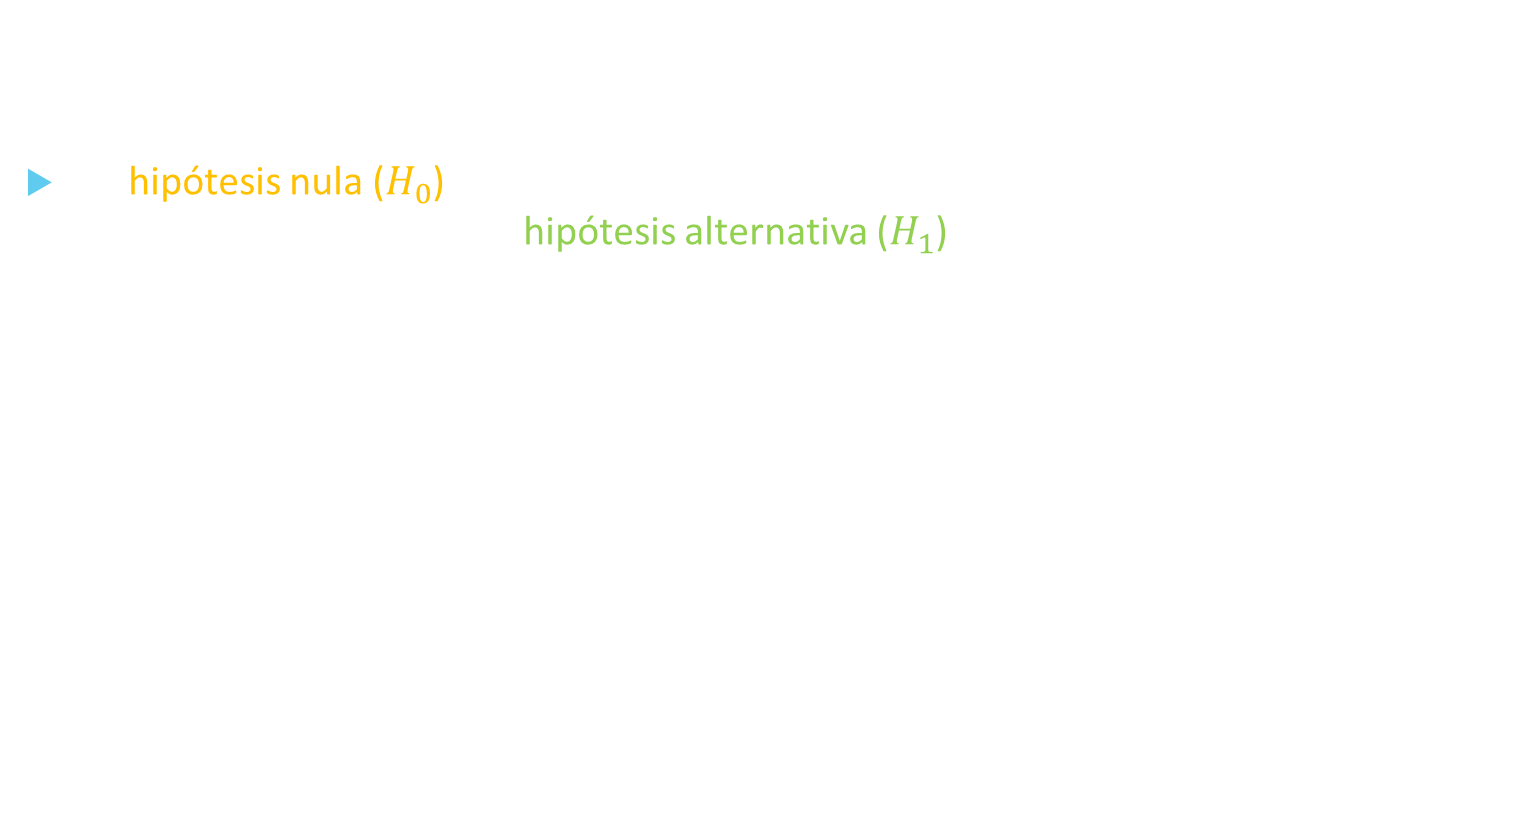 hipótesis nula (𝐻₀)
hipótesis alternativa (𝐻₁)